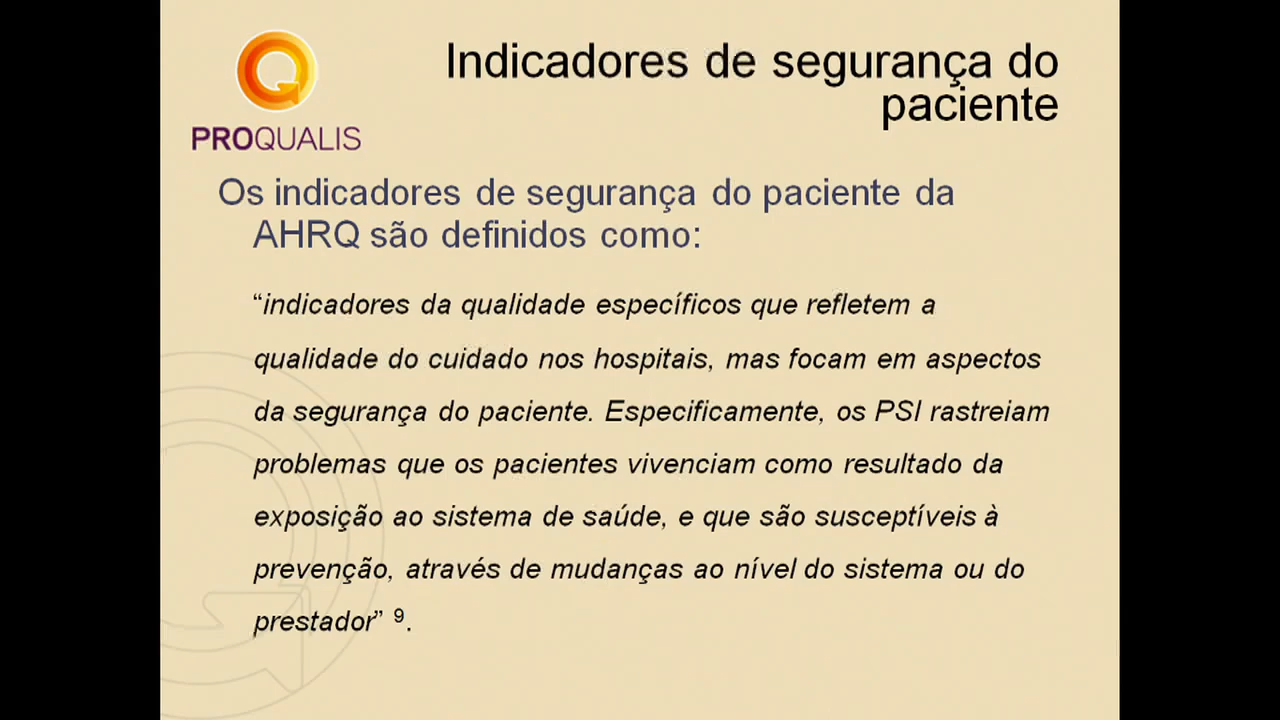 Indicadores de segurança do
paciente
PROQUALIS
Os indicadores de segurança do paciente da
AHRQ são definidos como:
“indicadores da qualidade específicos que refletem a
qualidade do cuidado nos hospitais, mas focam em aspectos
da segurança do paciente. Especificamente, os PSI rastreiam
problemas que os pacientes vivenciam como resultado da
exposição ao sistema de saúde, e que são susceptíveis à
prevenção, através de mudanças ao nível do sistema ou do
prestador” ⁹.